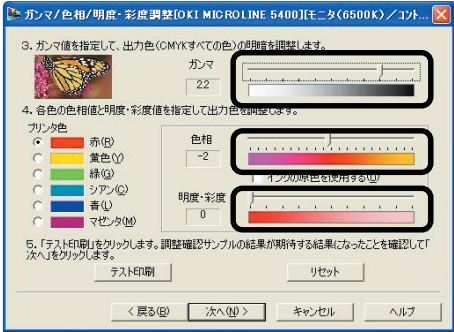 ガンマ/色相/明度・彩度調整[OKI MICROLINE 5400][モニタ(6500K)／コント...
3. ガンマ値を指定して、出力色(CMYKすべての色)の明暗を調整します。
ガンマ
2.2
4. 各色の色相値と明度・彩度値を指定して出力色を調整します。
プリンタ色
赤(R)
黄色(Y)
緑(G)
シアン(C)
青(L)
マゼンタ(M)
色相
-2
インクの原色を使用する(U)
明度・彩度
0
5. 「テスト印刷」をクリックします。調整確認サンプルの結果が期待する結果になったことを確認して「
次へ」をクリックします。
テスト印刷
リセット
< 戻る(B)
次へ(N) >
キャンセル
ヘルプ